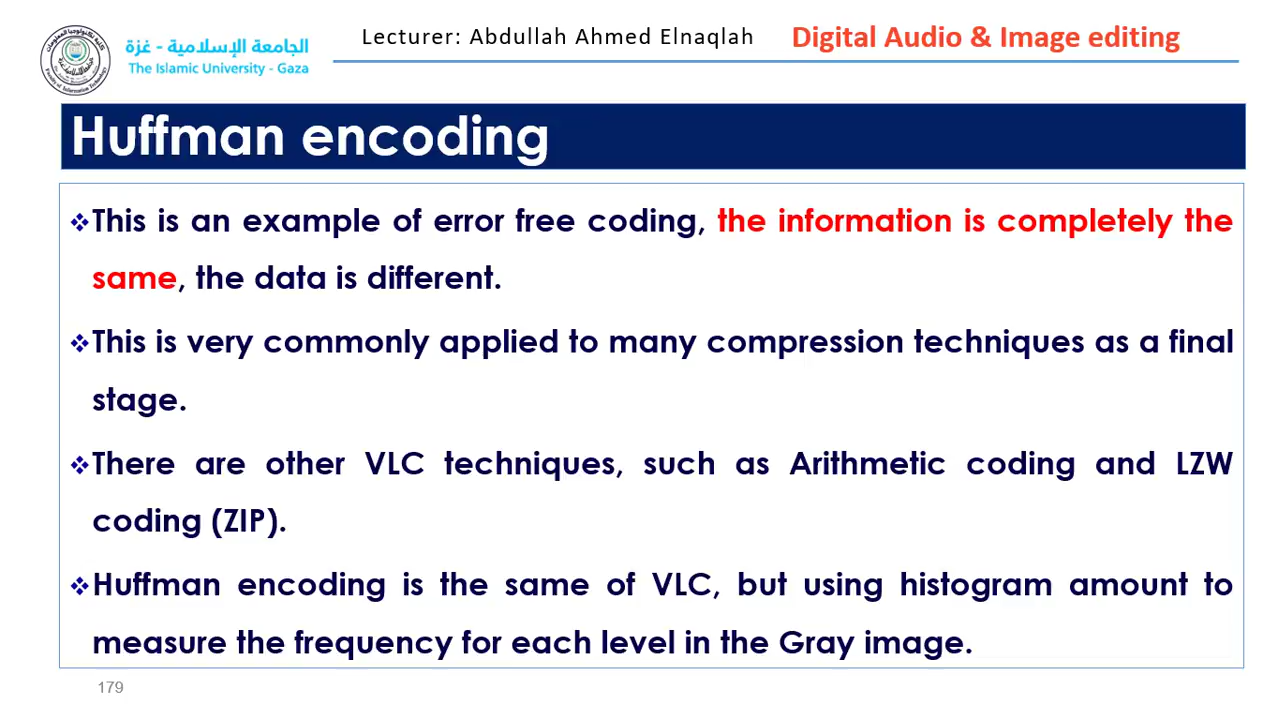 الجامعة الإسلامية - غزة
The Islamic University - Gaza
Lecturer: Abdullah Ahmed Elnaqlah
Digital Audio & Image editing
Huffman encoding
❖This is an example of error free coding, the information is completely the
same, the data is different.
❖This is very commonly applied to many compression techniques as a final
stage.
❖There are other VLC techniques, such as Arithmetic coding and LZW
coding (ZIP).
❖Huffman encoding is the same of VLC, but using histogram amount to
measure the frequency for each level in the Gray image.
179